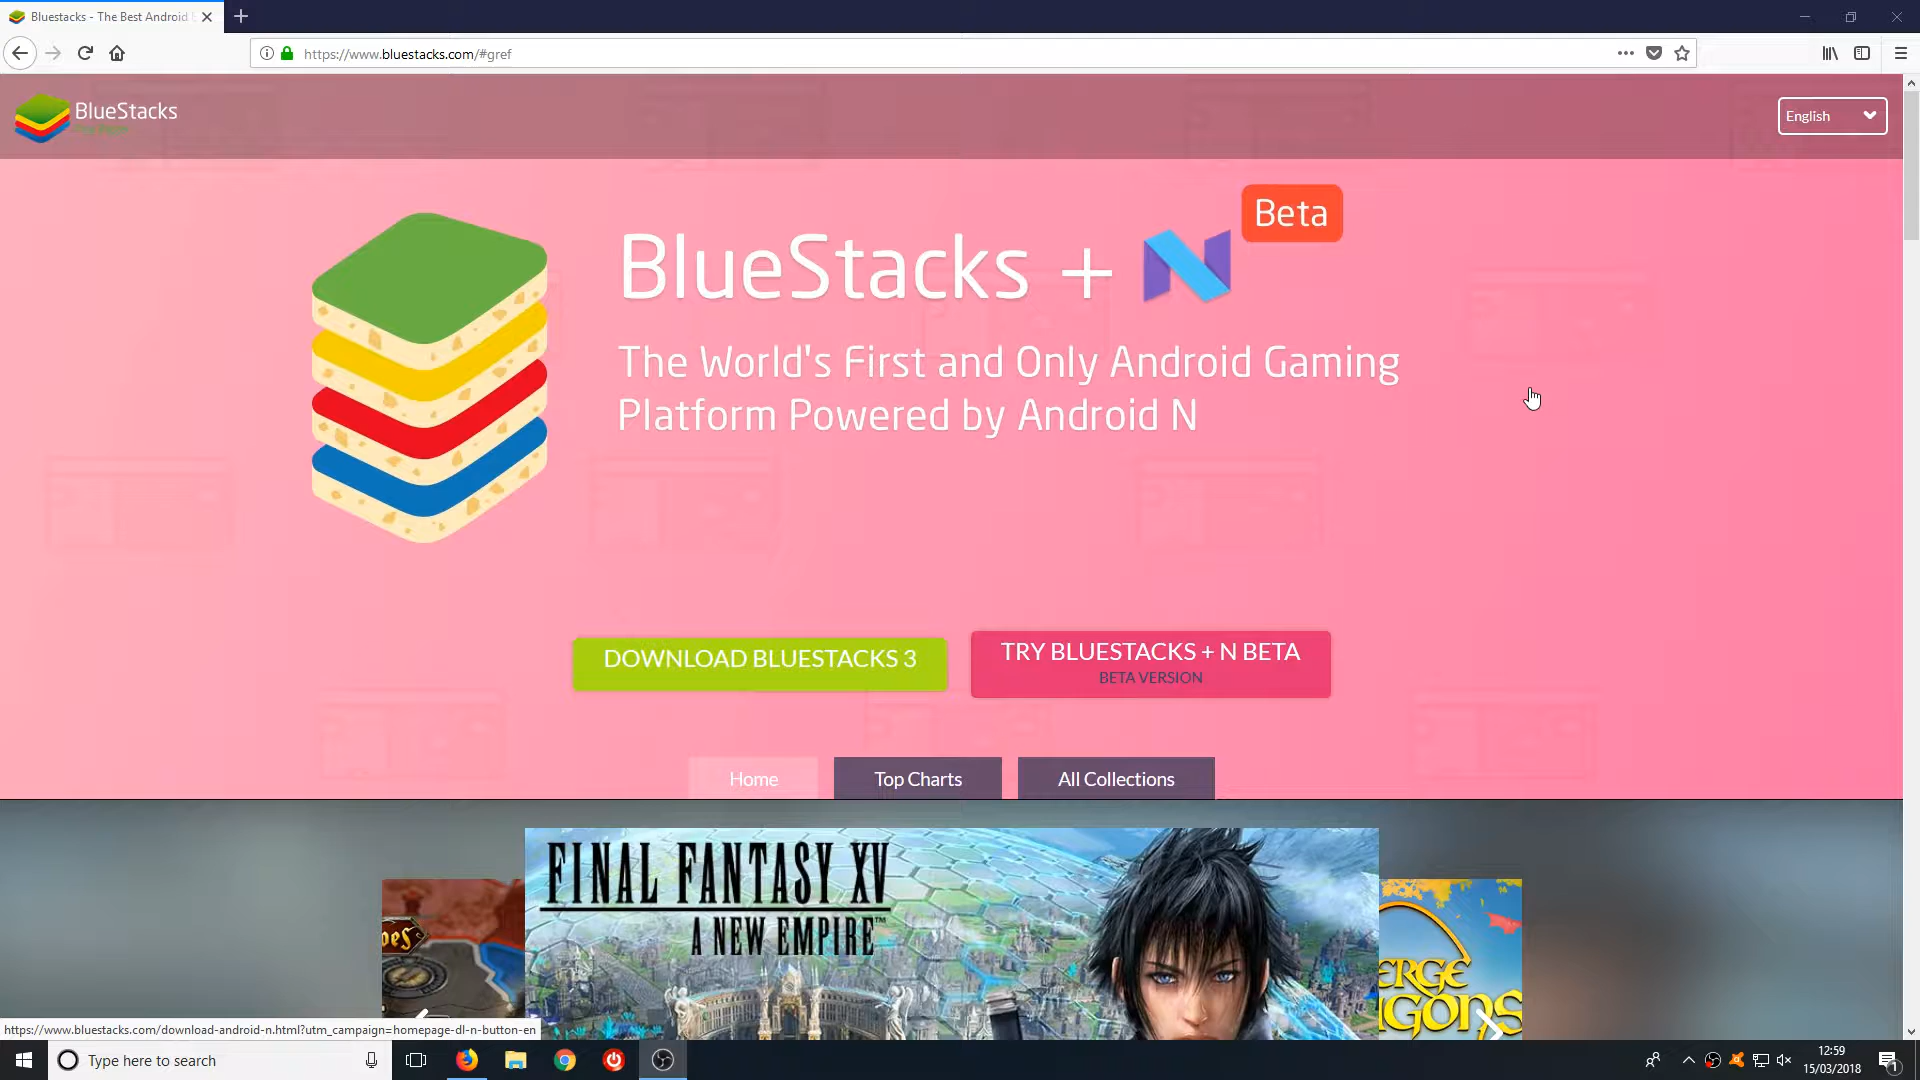 Bluestacks - The Best Android
https://www.bluestacks.com/#gref
BlueStacks
English
Beta
BlueStacks + N
The World's First and Only Android Gaming
Platform Powered by Android N
DOWNLOAD BLUESTACKS 3
TRY BLUESTACKS + N BETA
BETA VERSION
Home
Top Charts
All Collections
FINAL FANTASY XV
A NEW EMPIRE™
https://www.bluestacks.com/download-android-n.html?utm_campaign=homepage-dl-n-button-en
Type here to search
12:59
15/03/2018
1